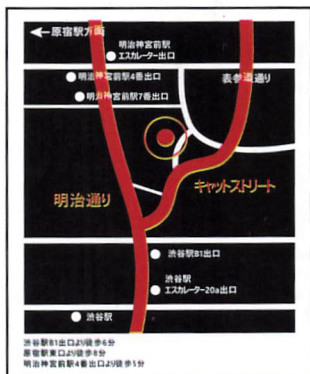 ←原宿駅方面
明治神宮前駅
エスカレーター出口
明治神宮前駅4番出口
明治神宮前駅7番出口
表参道通り
明治通り
キャットストリート
渋谷駅B1出口
渋谷駅
エスカレーター20a出口
渋谷駅
渋谷駅B1出口より徒歩6分
原宿駅東口より徒歩8分
明治神宮前駅4番出口より徒歩1分